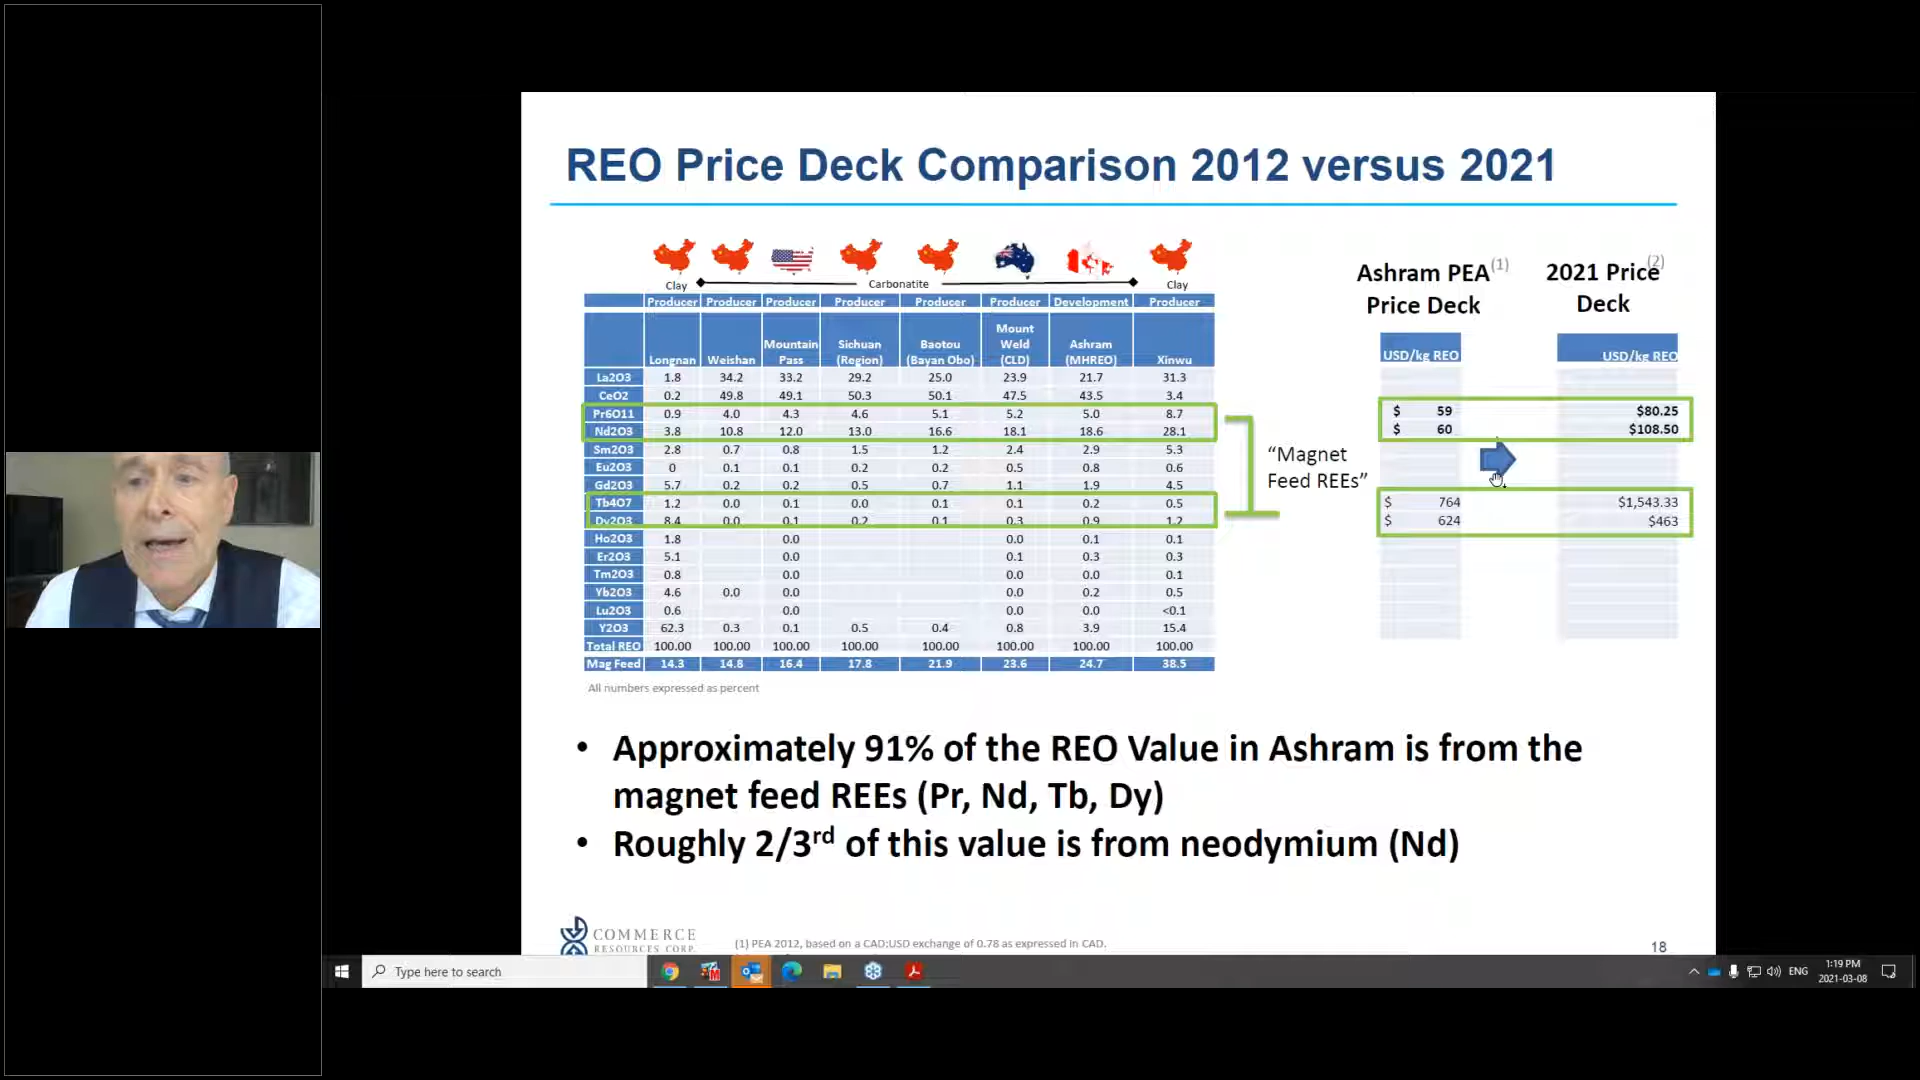 REO Price Deck Comparison 2012 versus 2021
Clay Carbonatite Clay
Producer Producer Producer Producer Producer Producer Development Producer
Longnan Weishan Mountain Pass Sichuan (Region) Baotou (Bayan Obo) Mount Weld (CLD) Ashram (MHREO) Xinwu
La2O3 1.8 34.2 33.2 29.2 25.0 23.9 21.7 31.3
CeO2 0.2 49.8 49.1 50.3 50.1 47.5 43.5 3.4
Pr6O11 0.9 4.0 4.3 4.6 5.1 5.2 5.0 8.7
Nd2O3 3.8 10.8 12.0 13.0 16.6 18.1 18.6 28.1
Sm2O3 2.8 0.7 0.8 1.5 1.2 2.4 2.9 5.3
Eu2O3 0 0.1 0.1 0.2 0.2 0.5 0.8 0.6
Gd2O3 5.7 0.2 0.2 0.5 0.7 1.1 1.9 4.5
Tb4O7 1.2 0.0 0.1 0.0 0.1 0.1 0.2 0.5
Dy2O3 8.4 0.0 0.1 0.2 0.1 0.3 0.9 1.2
Ho2O3 1.8 0.0 0.0 0.1 0.1
Er2O3 5.1 0.0 0.1 0.3 0.3
Tm2O3 0.8 0.0 0.0 0.0 0.1
Yb2O3 4.6 0.0 0.0 0.0 0.2 0.5
Lu2O3 0.6 0.0 0.0 0.0 <0.1
Y2O3 62.3 0.3 0.1 0.5 0.4 0.8 3.9 15.4
Total REO 100.00 100.00 100.00 100.00 100.00 100.00 100.00 100.00
Mag Feed 14.3 14.8 16.4 17.8 21.9 23.6 24.7 38.5
All numbers expressed as percent
“Magnet
Feed REEs”
Ashram PEA(1)
Price Deck
USD/kg REO
$ 59
$ 60
$ 764
$ 624
2021 Price(2)
Deck
USD/kg REO
$80.25
$108.50
$1,543.33
$463
• Approximately 91% of the REO Value in Ashram is from the
magnet feed REEs (Pr, Nd, Tb, Dy)
• Roughly 2/3rd of this value is from neodymium (Nd)
COMMERCE
RESOURCES CORP.
(1) PEA 2012, based on a CAD:USD exchange of 0.78 as expressed in CAD.
18
Type here to search
ENG
1:19 PM
2021-03-08